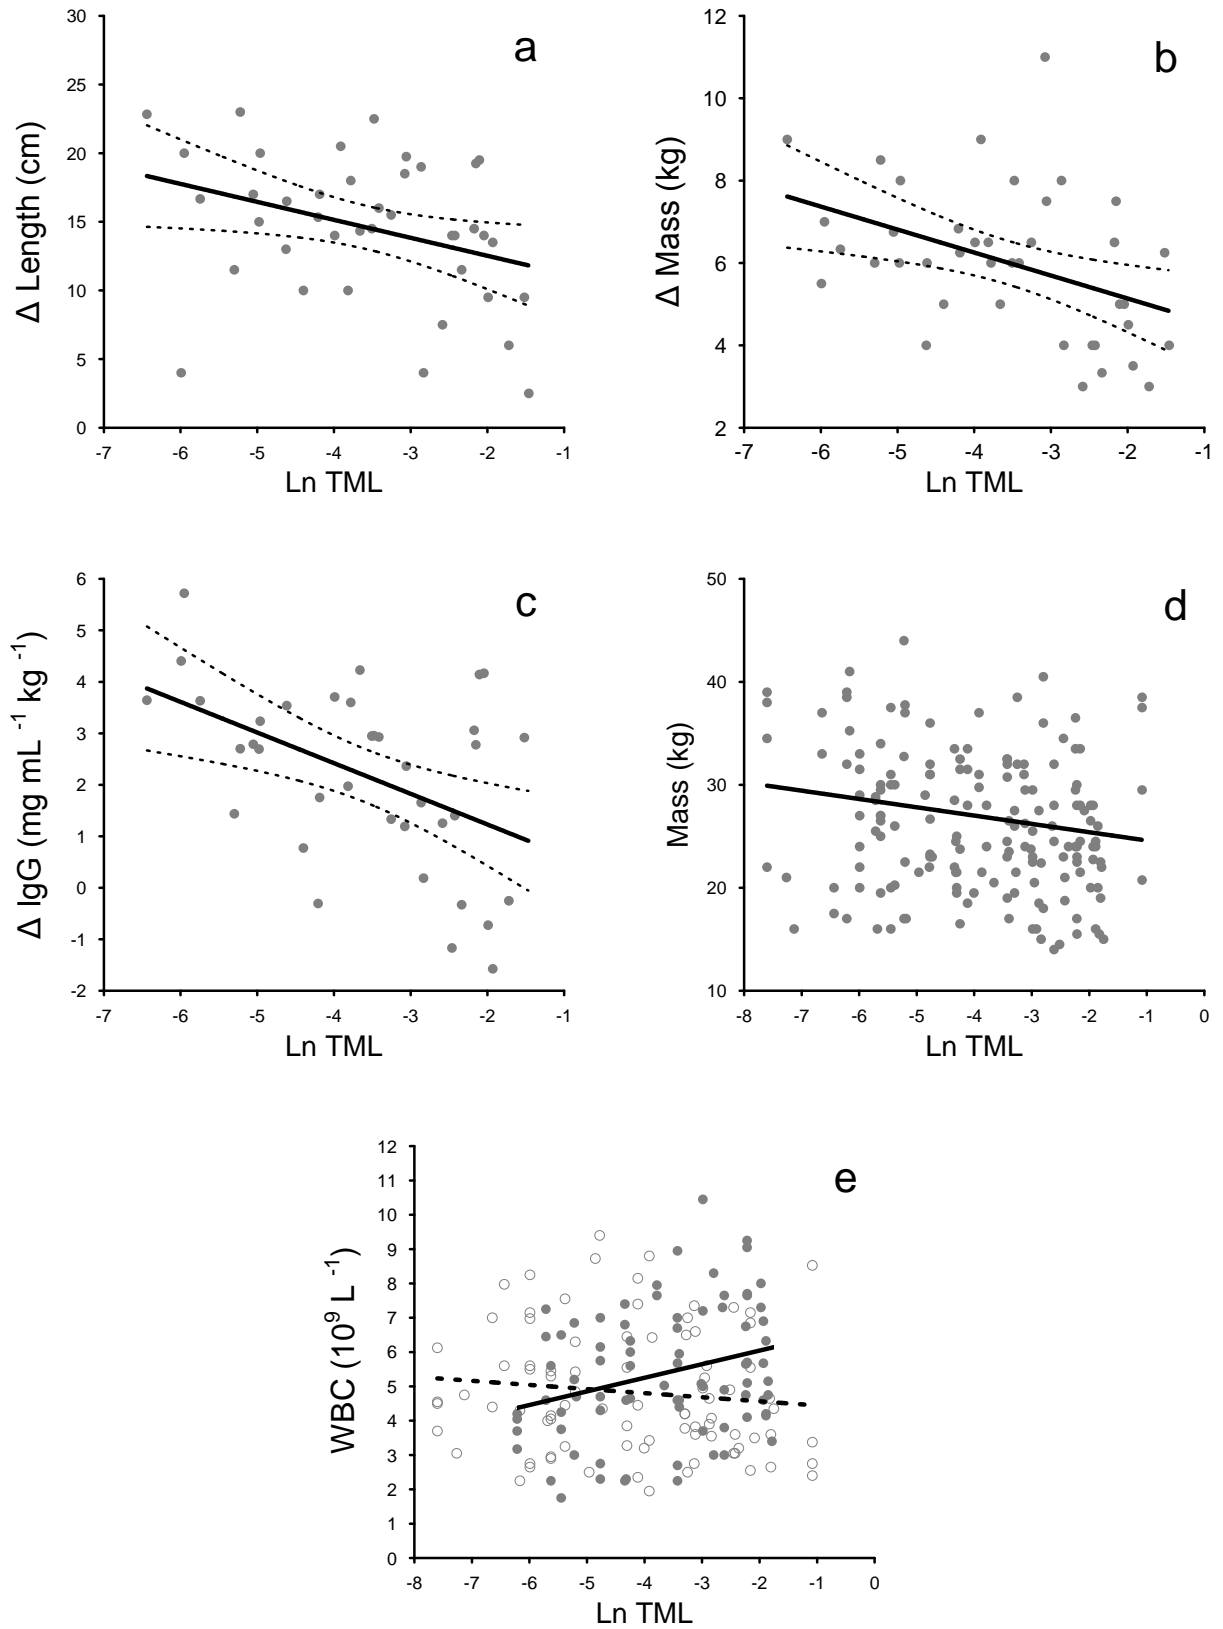 a
Δ Length (cm)
30
25
20
15
10
5
0
-7 -6 -5 -4 -3 -2 -1
Ln TML
b
Δ Mass (kg)
12
10
8
6
4
2
-7 -6 -5 -4 -3 -2 -1
Ln TML
c
Δ IgG (mg mL ⁻¹ kg ⁻¹)
6
5
4
3
2
1
0
-1
-2
-7 -6 -5 -4 -3 -2 -1
Ln TML
d
Mass (kg)
50
40
30
20
10
-8 -7 -6 -5 -4 -3 -2 -1 0
Ln TML
e
WBC (10⁹ L ⁻¹)
12
11
10
9
8
7
6
5
4
3
2
1
0
-8 -7 -6 -5 -4 -3 -2 -1 0
Ln TML